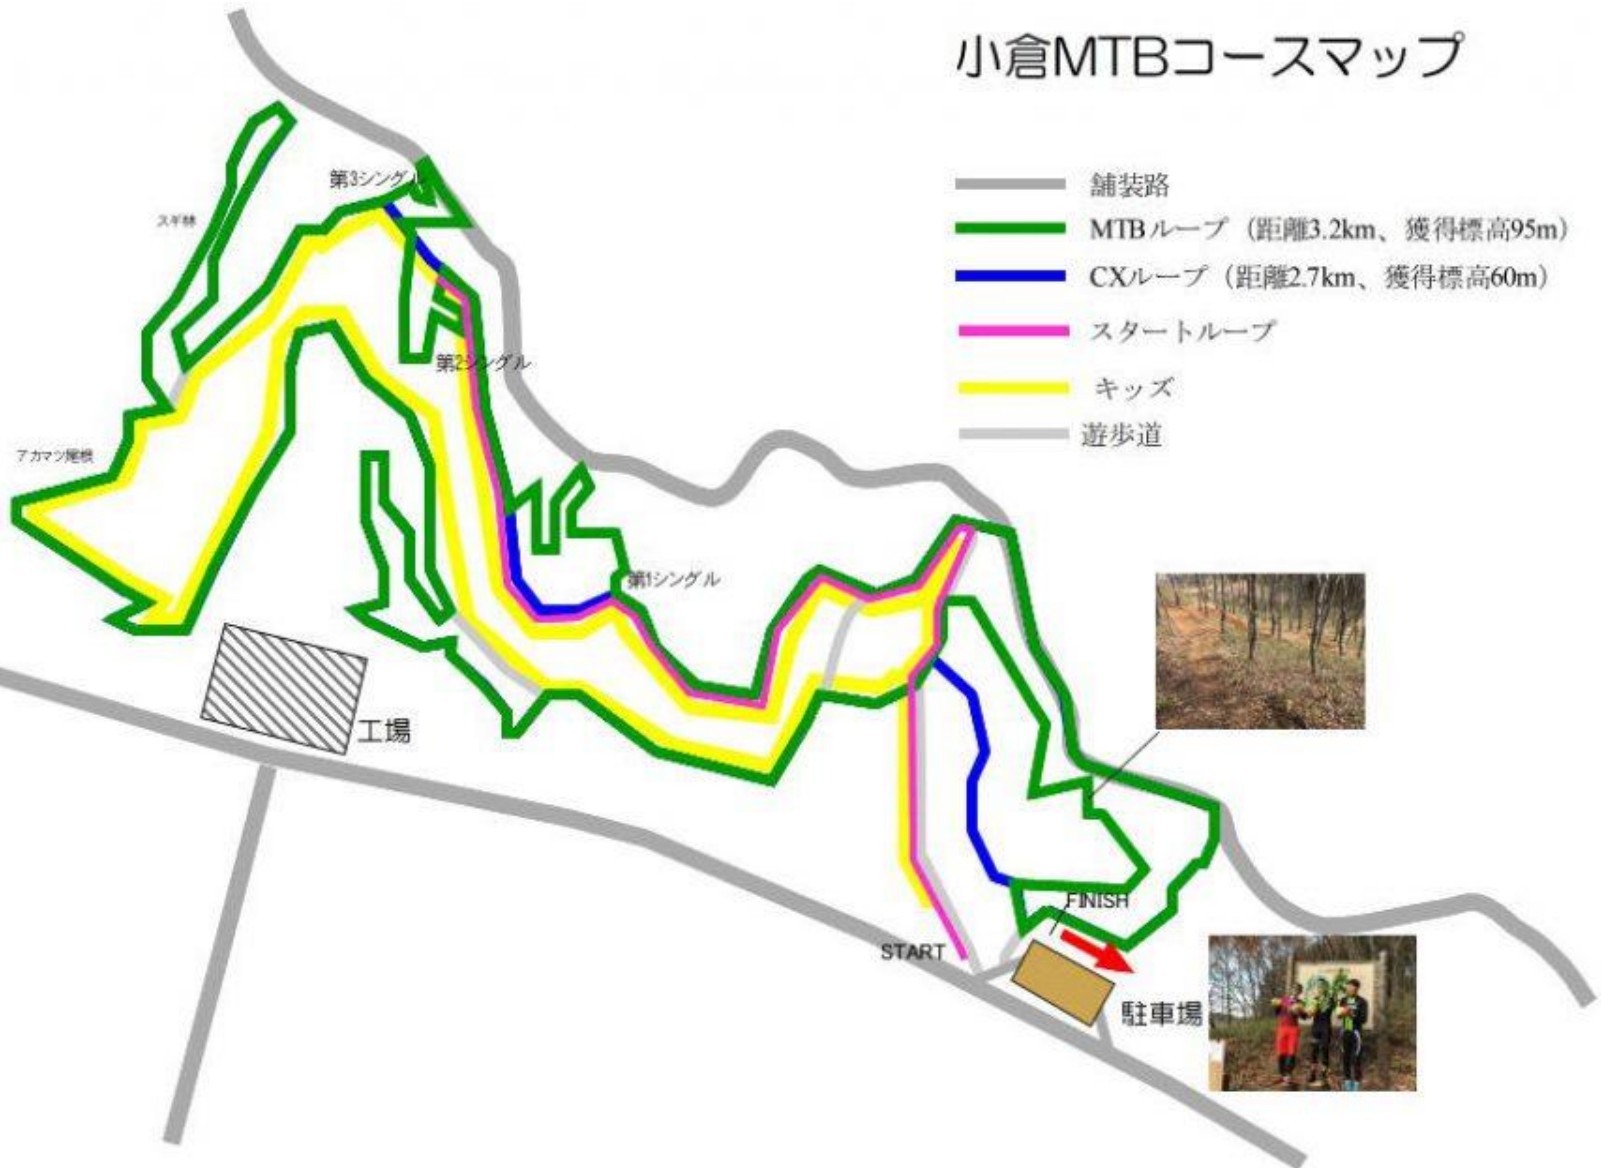 小倉MTBコースマップ
舗装路
MTBループ（距離3.2km、獲得標高95m）
CXループ（距離2.7km、獲得標高60m）
スタートループ
キッズ
遊歩道
第3シングル
スギ林
第2シングル
アカマツ尾根
第1シングル
工場
FINISH
START
駐車場